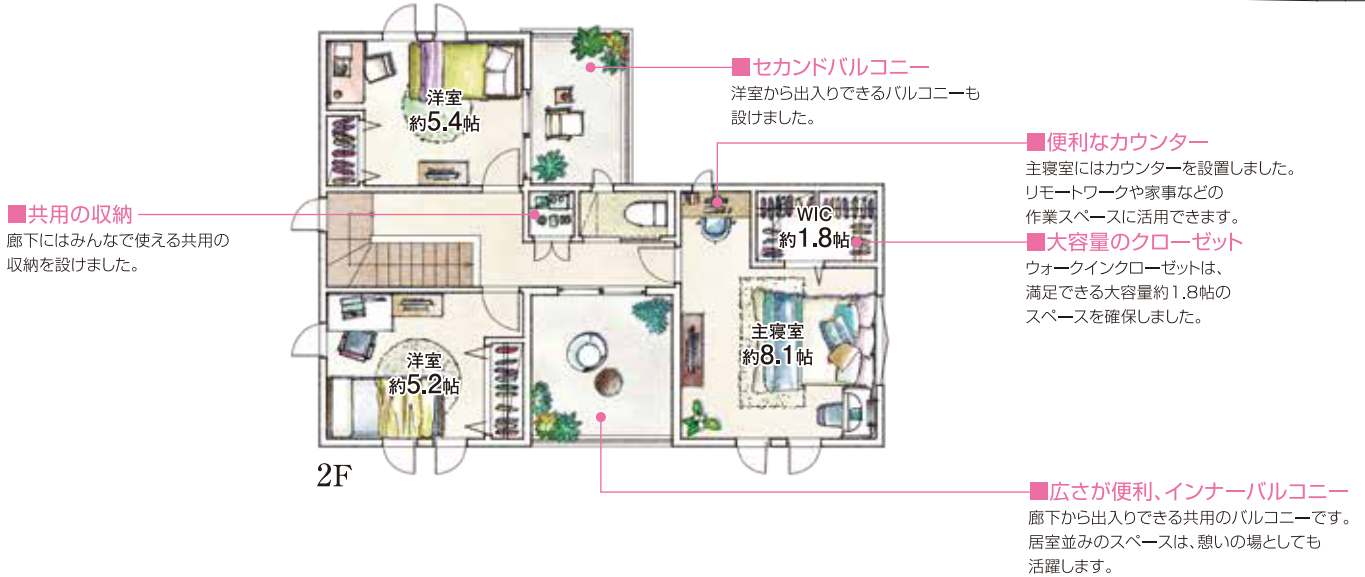 ■セカンドバルコニー
洋室から出入りできるバルコニーも
設けました。
■便利なカウンター
主寝室にはカウンターを設置しました。
リモートワークや家事などの
作業スペースに活用できます。
■大容量のクローゼット
ウォークインクローゼットは、
満足できる大容量約1.8帖の
スペースを確保しました。
■共用の収納
廊下にはみんなで使える共用の
収納を設けました。
洋室
約5.4帖
WIC
約1.8帖
主寝室
約8.1帖
洋室
約5.2帖
2F
■広さが便利、インナーバルコニー
廊下から出入りできる共用のバルコニーです。
居室並みのスペースは、憩いの場としても
活躍します。